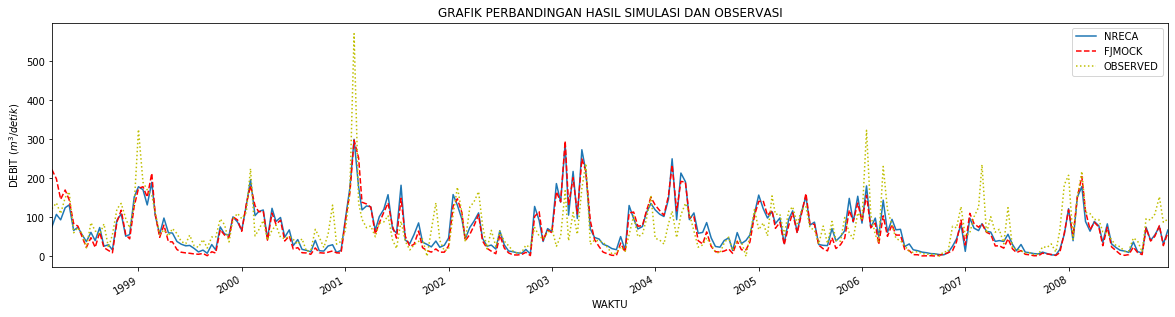 GRAFIK PERBANDINGAN HASIL SIMULASI DAN OBSERVASI
NRECA
FJMOCK
OBSERVED
DEBIT (m³/detik)
500
400
300
200
100
0
1999
2000
2001
2002
2003
2004
2005
2006
2007
2008
WAKTU